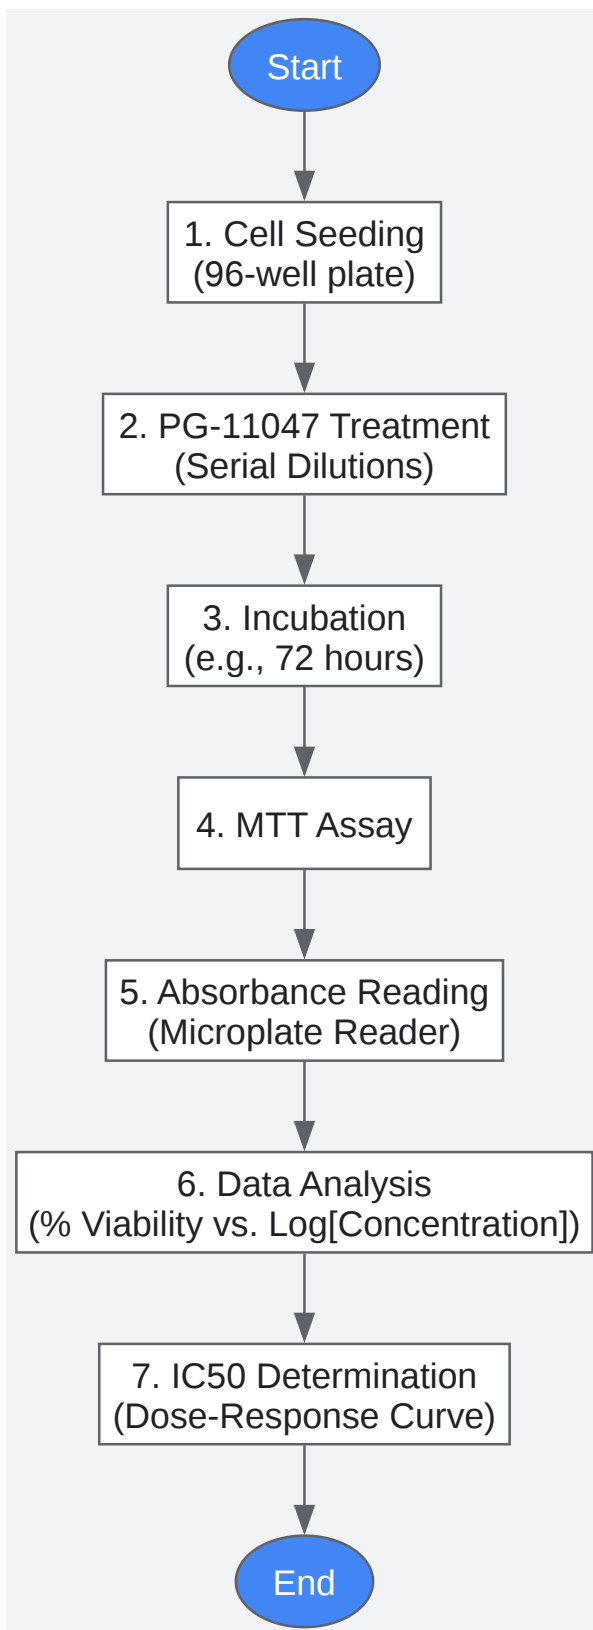 Start
1. Cell Seeding
(96-well plate)
2. PG-11047 Treatment
(Serial Dilutions)
3. Incubation
(e.g., 72 hours)
4. MTT Assay
5. Absorbance Reading
(Microplate Reader)
6. Data Analysis
(% Viability vs. Log[Concentration])
7. IC50 Determination
(Dose-Response Curve)
End